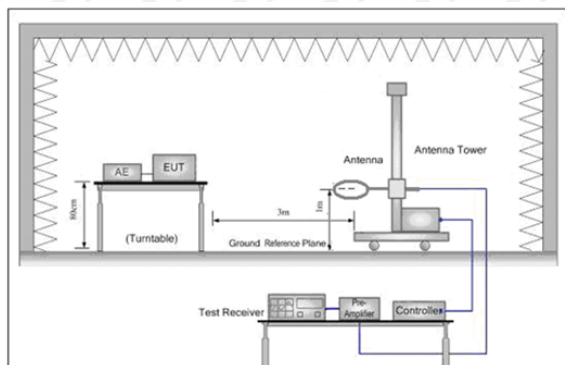 Antenna
Antenna Tower
AE
EUT
80cm
(Turntable)
3m
1m
Ground Reference Plane
Test Receiver
Pre-
Amplifier
Controller